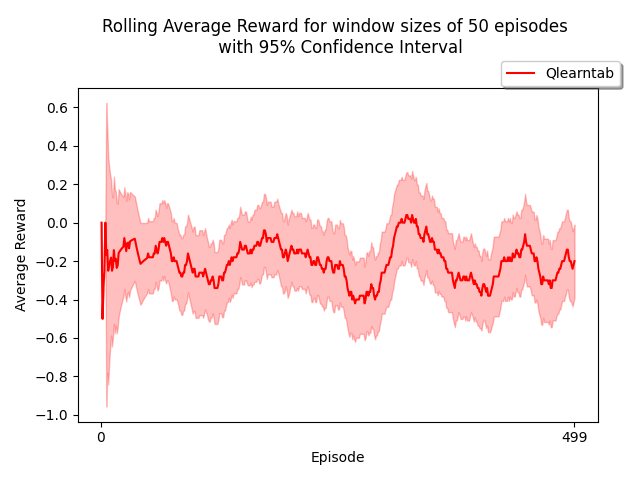 Rolling Average Reward for window sizes of 50 episodes
with 95% Confidence Interval
Qlearntab
0.6
0.4
0.2
0.0
−0.2
−0.4
−0.6
−0.8
−1.0
Average Reward
0
499
Episode